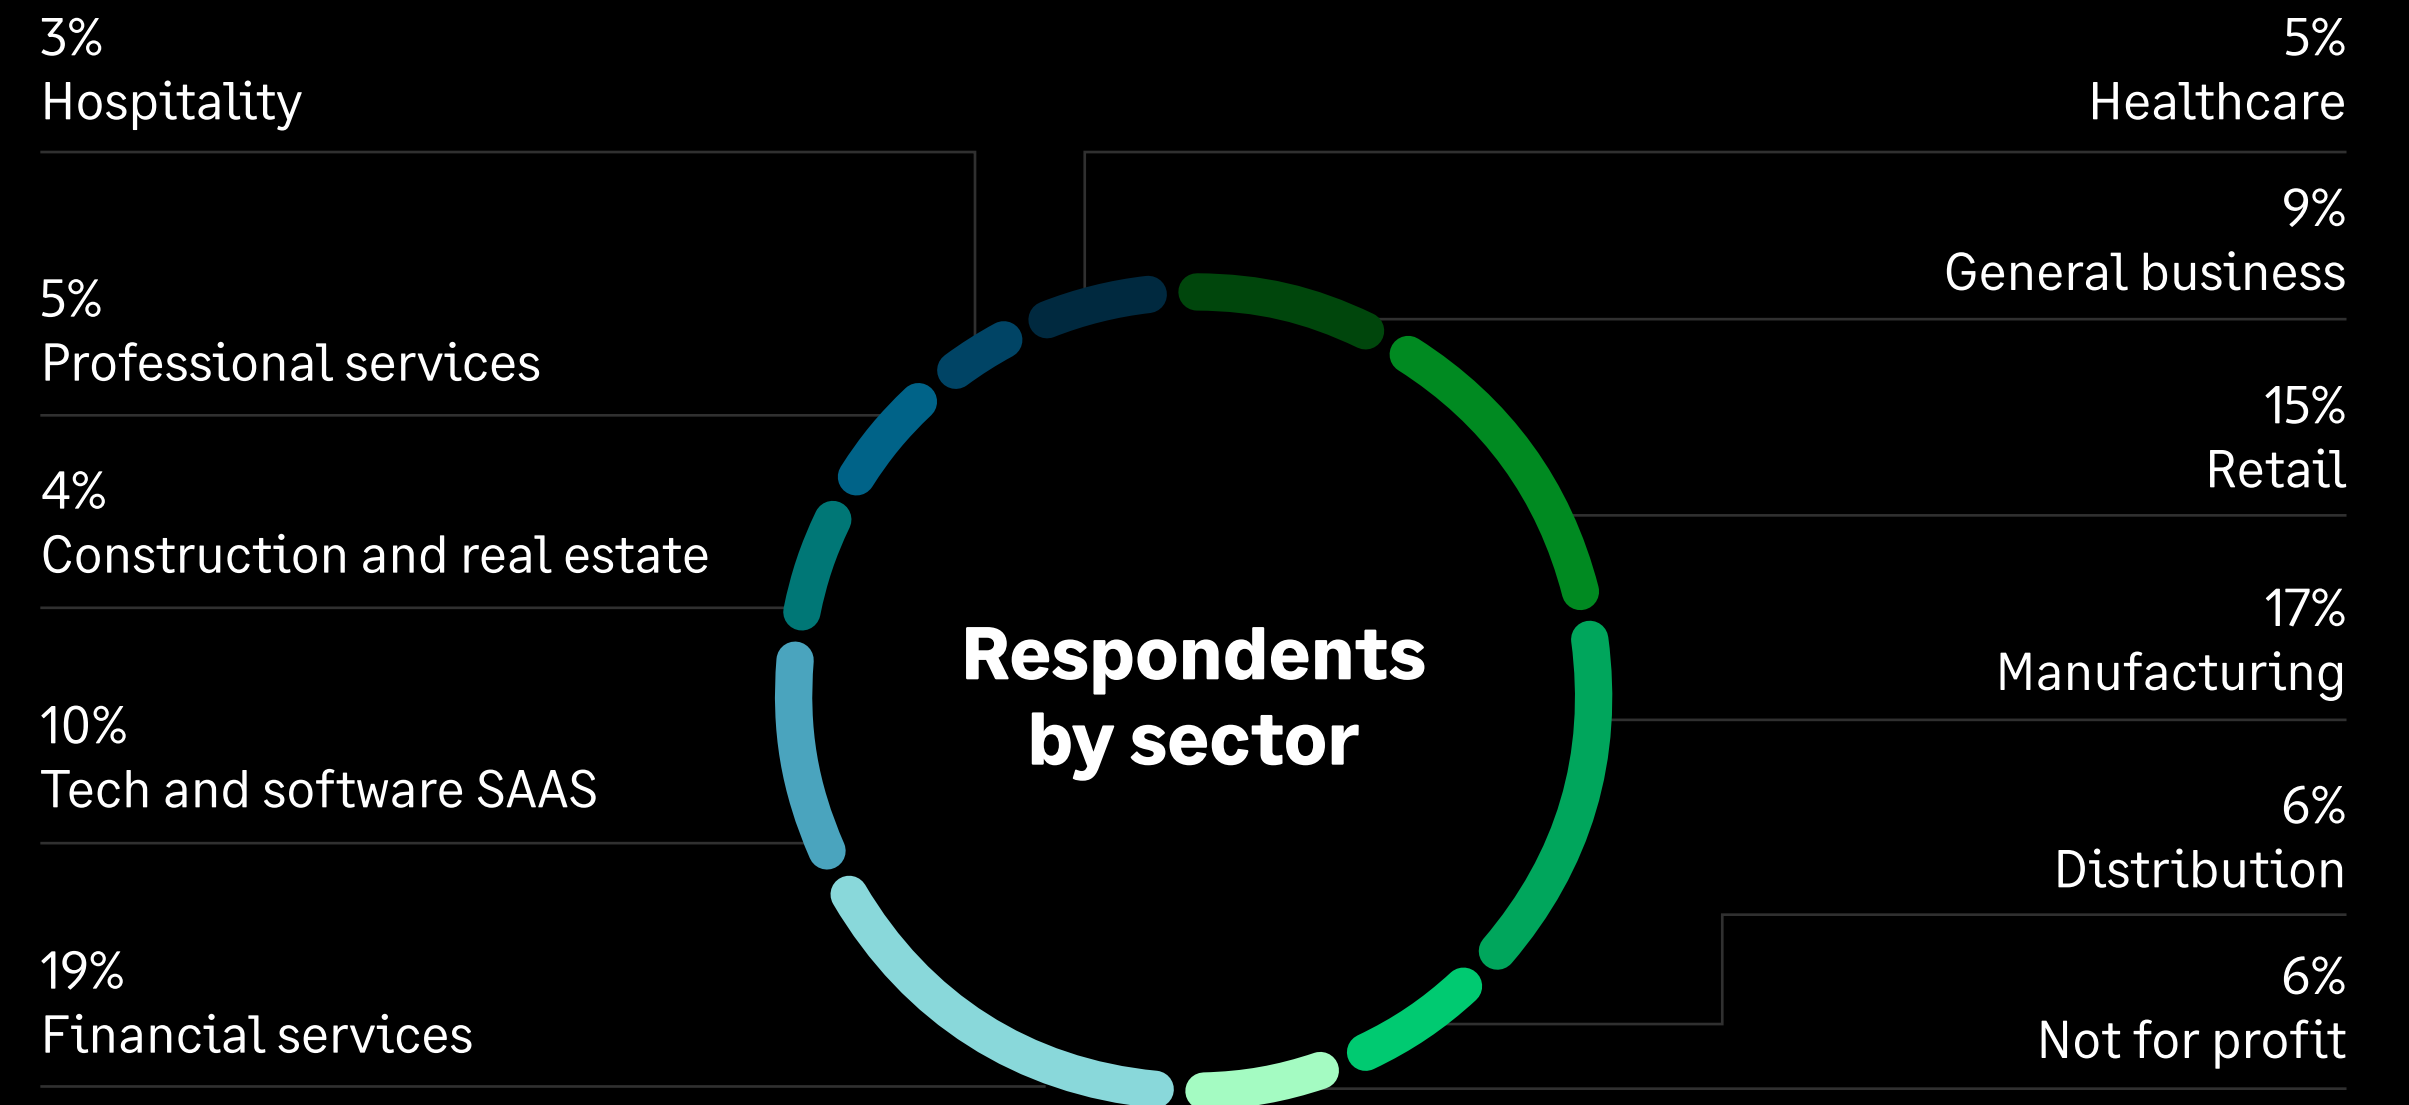 3%
Hospitality
5%
Professional services
4%
Construction and real estate
10%
Tech and software SAAS
19%
Financial services
Respondents
by sector
5%
Healthcare
9%
General business
15%
Retail
17%
Manufacturing
6%
Distribution
6%
Not for profit